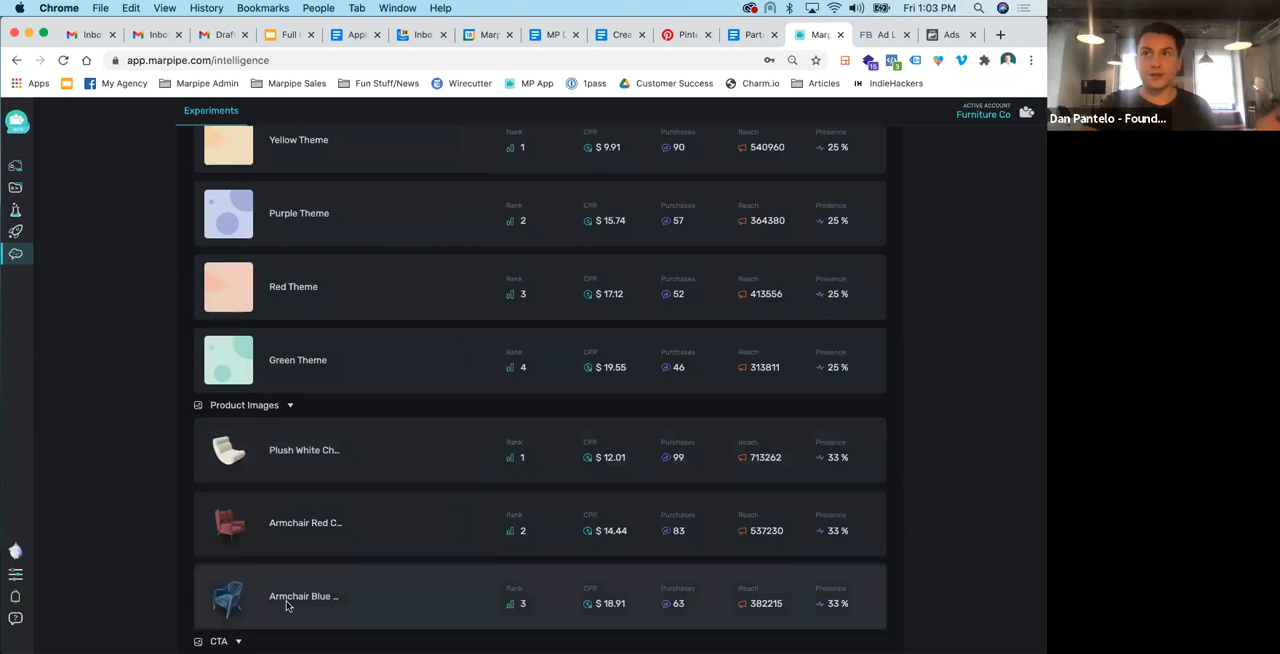 Chrome File Edit View History Bookmarks People Tab Window Help Fri 1:03 PM
Inbo Inbo Draf Full Appl Inbo Marp MP D Crea Pinte Part Marp Ad L Ads
app.marpipe.com/intelligence
Apps My Agency Marpipe Admin Marpipe Sales Fun Stuff/News Wirecutter MP App 1pass Customer Success Charm.io Articles IndieHackers
Experiments
ACTIVE ACCOUNT
Furniture Co
Dan Pantelo - Found...
Yellow Theme
Rank CPR Purchases Reach Presence
1 $ 9.91 90 540960 25 %
Purple Theme
Rank CPR Purchases Reach Presence
2 $ 15.74 57 364380 25 %
Red Theme
Rank CPR Purchases Reach Presence
3 $ 17.12 52 413556 25 %
Green Theme
Rank CPR Purchases Reach Presence
4 $ 19.55 46 313811 25 %
Product Images
Plush White Ch...
Rank CPR Purchases Reach Presence
1 $ 12.01 99 713262 33 %
Armchair Red C...
Rank CPR Purchases Reach Presence
2 $ 14.44 83 537230 33 %
Armchair Blue ...
Rank CPR Purchases Reach Presence
3 $ 18.91 63 382215 33 %
CTA